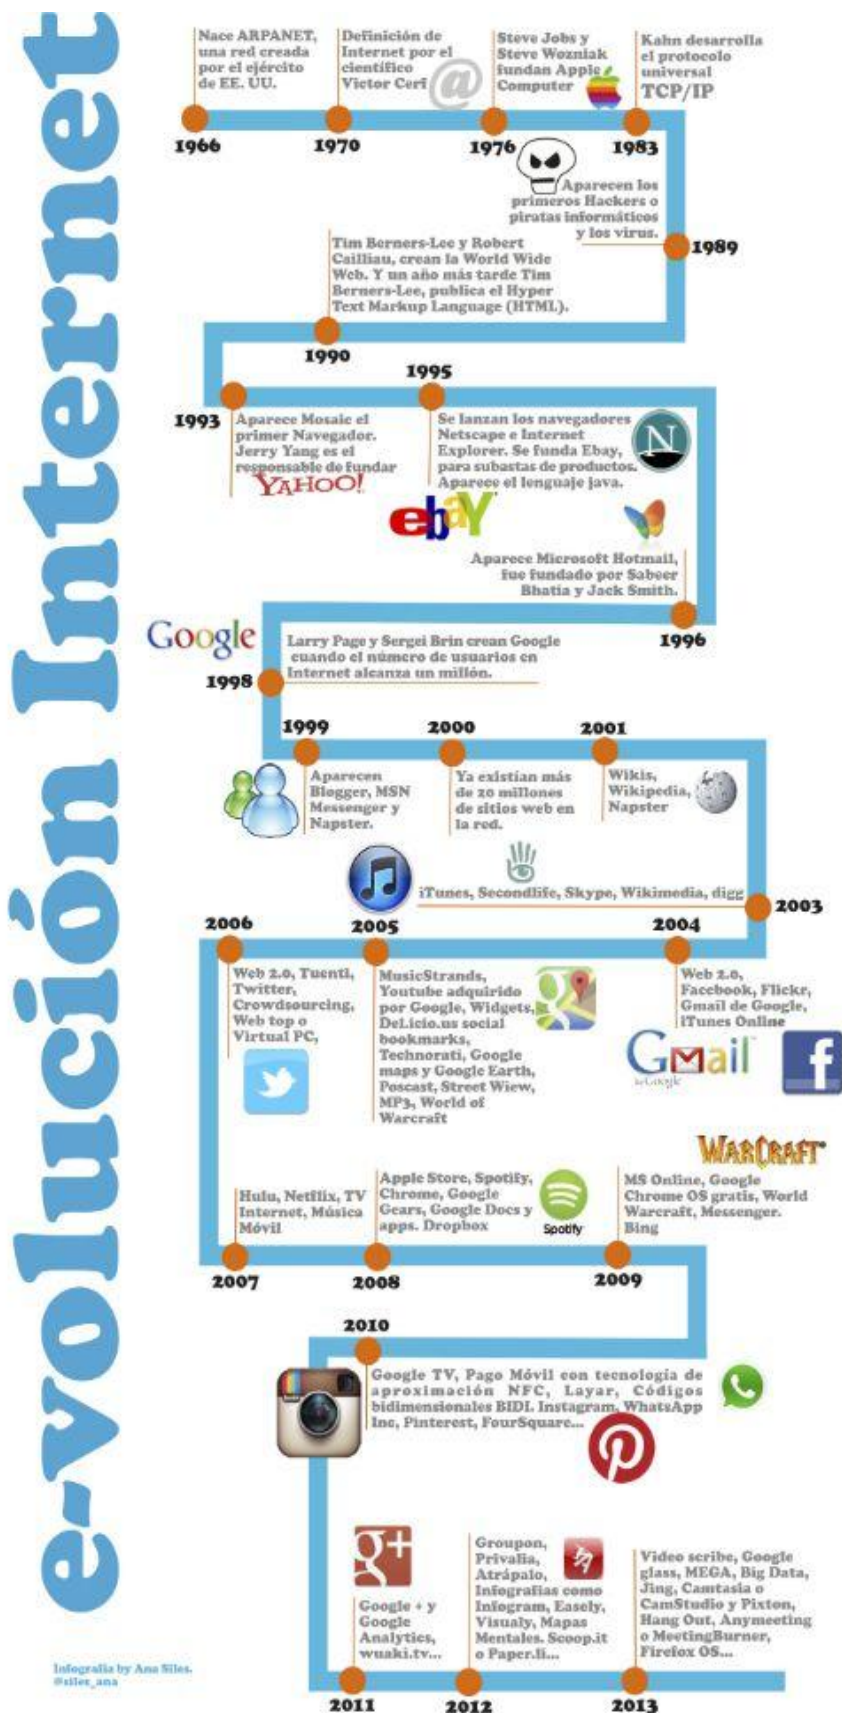 e-volución Internet
Nace ARPANET,
una red creada
por el ejército
de EE. UU.
1966
Definición de
Internet por el
científico
Victor Cerf
@
1970
Steve Jobs y
Steve Wozniak
fundan Apple
Computer
1976
Kahn desarrolla
el protocolo
universal
TCP/IP
1983
Aparecen los
primeros Hackers o
piratas informáticos
y los virus.
1989
Tim Berners-Lee y Robert
Cailliau, crean la World Wide
Web. Y un año más tarde Tim
Berners-Lee, publica el Hyper
Text Markup Language (HTML).
1990
1993
Aparece Mosaic el
primer Navegador.
Jerry Yang es el
responsable de fundar
YAHOO!
1995
Se lanzan los navegadores
Netscape e Internet
Explorer. Se funda Ebay,
para subastas de productos.
Aparece el lenguaje java.
N
ebay
Aparece Microsoft Hotmail,
fue fundado por Sabeer
Bhatia y Jack Smith.
1996
Google
1998
Larry Page y Sergei Brin crean Google
cuando el número de usuarios en
Internet alcanza un millón.
1999
Aparecen
Blogger, MSN
Messenger y
Napster.
2000
Ya existían más
de 20 millones
de sitios web en
la red.
2001
Wikis,
Wikipedia,
Napster
iTunes, Secondlife, Skype, Wikimedia, digg
2003
2004
Web 2.0,
Facebook, Flickr,
Gmail de Google,
iTunes Online
Gmail
by Google
f
2005
MusicStrands,
Youtube adquirido
por Google, Widgets,
Del.icio.us social
bookmarks,
Technorati, Google
maps y Google Earth,
Poscast, Street Wiew,
MP3, World of
Warcraft
g
2006
Web 2.0, Tuenti,
Twitter,
Crowdsourcing,
Web top o
Virtual PC,
Hulu, Netflix, TV
Internet, Música
Móvil
2007
Apple Store, Spotify,
Chrome, Google
Gears, Google Docs y
apps. Dropbox
Spotify
2008
WARCRAFT
MS Online, Google
Chrome OS gratis, World
Warcraft, Messenger.
Bing
2009
2010
Google TV, Pago Móvil con tecnología de
aproximación NFC, Layar, Códigos
bidimensionales BIDI. Instagram, WhatsApp
Inc, Pinterest, FourSquare...
g+
Google + y
Google
Analytics,
wuaki.tv...
2011
Groupon,
Privalia,
Atrápalo,
Infografias como
Infogram, Easely,
Visualy, Mapas
Mentales. Scoop.it
o Paper.li...
2012
Video scribe, Google
glass, MEGA, Big Data,
Jing, Camtasia o
CamStudio y Pixton,
Hang Out, Anymeeting
o MeetingBurner,
Firefox OS...
2013
Infografia by Ana Siles.
@siles_ana